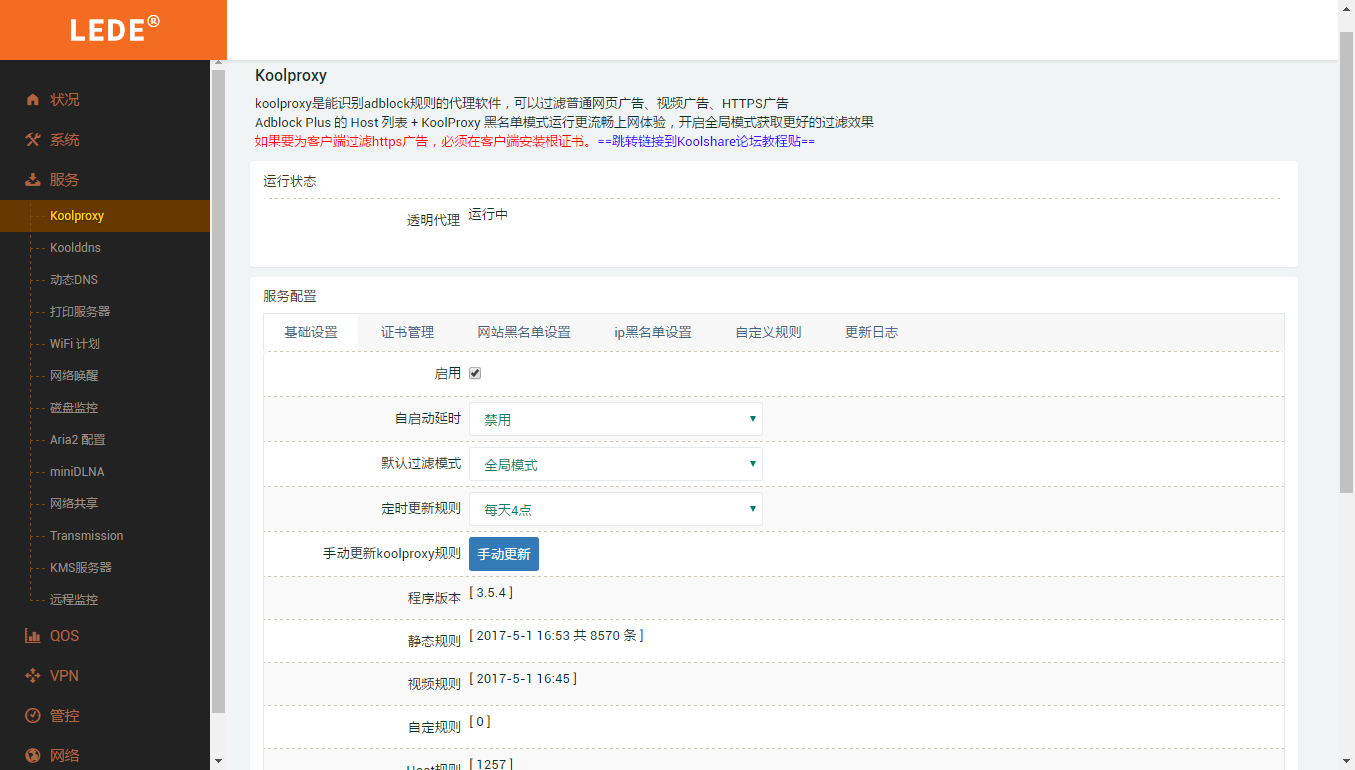 LEDE®
状况
系统
服务
Koolproxy
Koolddns
动态DNS
打印服务器
WiFi 计划
网络唤醒
磁盘监控
Aria2 配置
miniDLNA
网络共享
Transmission
KMS服务器
远程监控
QOS
VPN
管控
网络
Koolproxy
koolproxy是能识别adblock规则的代理软件，可以过滤普通网页广告、视频广告、HTTPS广告
Adblock Plus 的 Host 列表 + KoolProxy 黑名单模式运行更流畅上网体验，开启全局模式获取更好的过滤效果
如果要为客户端过滤https广告，必须在客户端安装根证书。==跳转链接到Koolshare论坛教程贴==
运行状态
透明代理 运行中
服务配置
基础设置 证书管理 网站黑名单设置 ip黑名单设置 自定义规则 更新日志
启用
自启动延时 禁用
默认过滤模式 全局模式
定时更新规则 每天4点
手动更新koolproxy规则 手动更新
程序版本 [ 3.5.4 ]
静态规则 [ 2017-5-1 16:53 共 8570 条 ]
视频规则 [ 2017-5-1 16:45 ]
自定规则 [ 0 ]
Host规则 [ 1257 ]